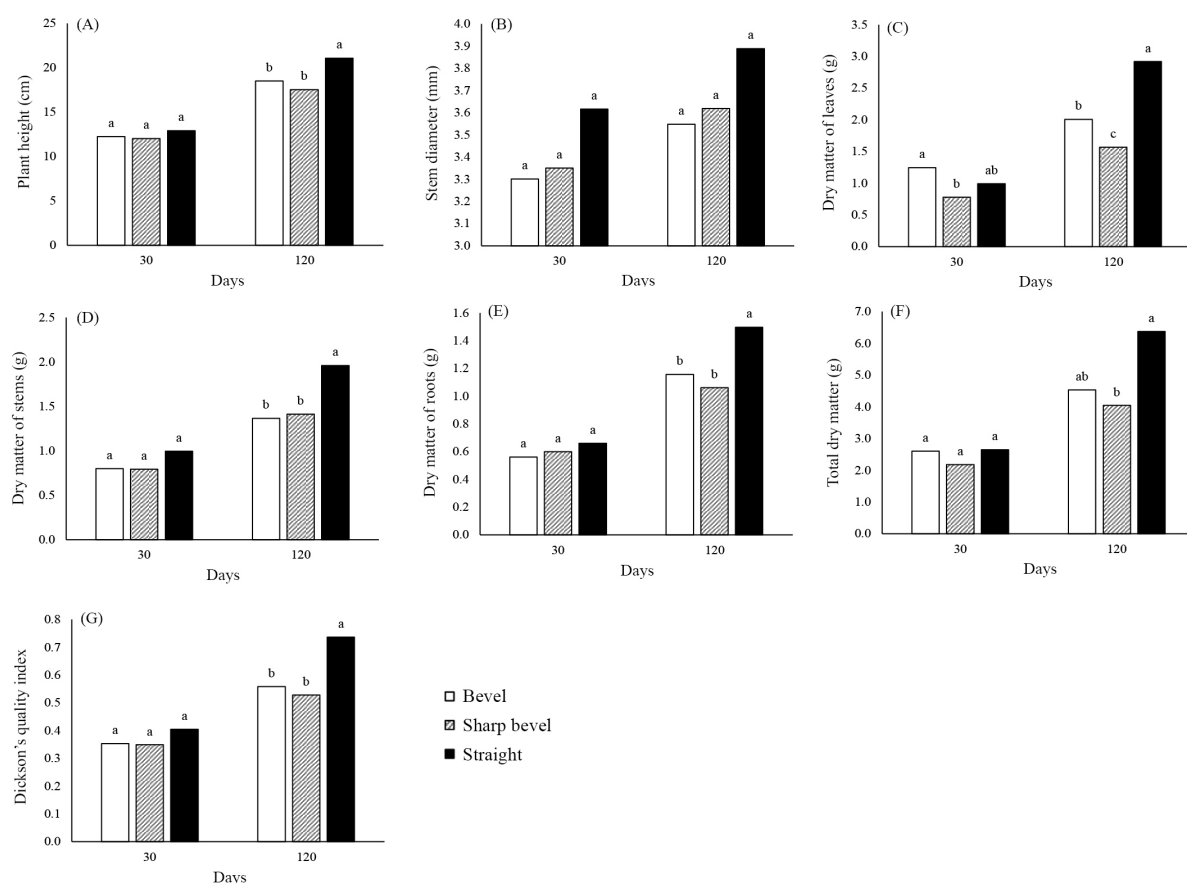 (A)
Plant height (cm)
25
20
15
10
5
0
a a a
b b a
30 120
Days
(B)
Stem diameter (mm)
4.0
3.9
3.8
3.7
3.6
3.5
3.4
3.3
3.2
3.1
3.0
a a a
a a a
30 120
Days
(C)
Dry matter of leaves (g)
3.5
3.0
2.5
2.0
1.5
1.0
0.5
0.0
a b ab
b c a
30 120
Days
(D)
Dry matter of stems (g)
2.5
2.0
1.5
1.0
0.5
0.0
a a a
b b a
30 120
Days
(E)
Dry matter of roots (g)
1.6
1.4
1.2
1.0
0.8
0.6
0.4
0.2
0.0
a a a
b b a
30 120
Days
(F)
Total dry matter (g)
7.0
6.0
5.0
4.0
3.0
2.0
1.0
0.0
a a a
ab b a
30 120
Days
(G)
Dickson's quality index
0.8
0.7
0.6
0.5
0.4
0.3
0.2
0.1
0.0
a a a
b b a
30 120
Days
Bevel
Sharp bevel
Straight